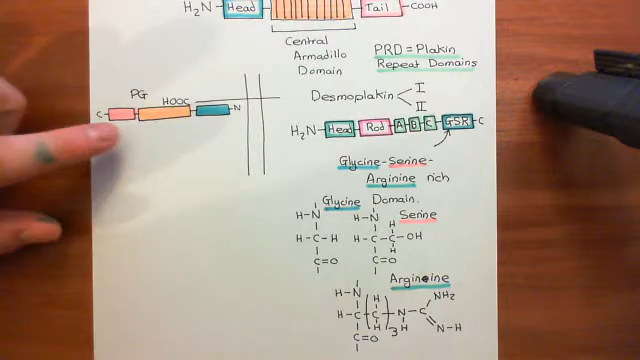 H₂N Head Tail COOH
Central
Armadillo
Domain
PRD = Plakin
Repeat Domains
Desmoplakin I
II
PG
HOOC
C N
H₂N Head Rod A B C GSR C
Glycine-Serine-
Arginine rich
Domain.
Glycine
Serine
H-N H-N H
H-C-H H-C-C-OH
H
C=O C=O
Arginine
H-N H NH₂
H-C C N C
H 3 H N-H
C=O